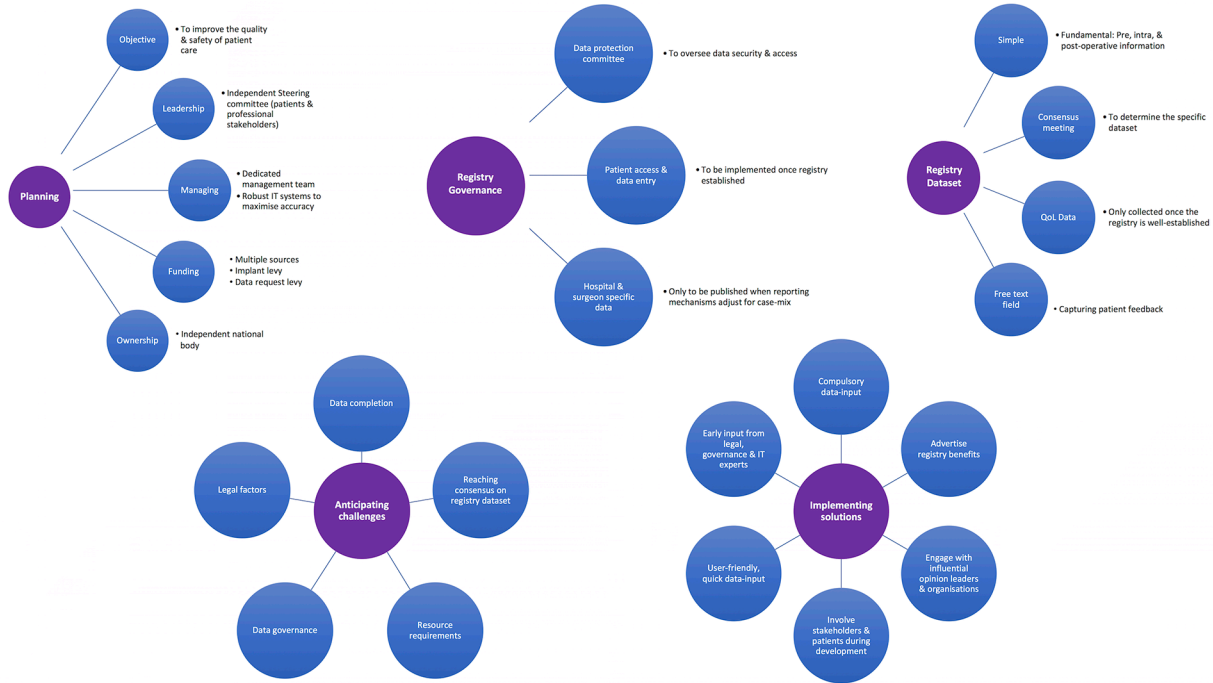 Planning
Objective
• To improve the quality
& safety of patient
care
Leadership
• Independent Steering
committee (patients &
professional
stakeholders)
Managing
• Dedicated
management team
• Robust IT systems to
maximise accuracy
Funding
• Multiple sources
• Implant levy
• Data request levy
Ownership
• Independent national
body
Registry
Governance
Data protection
committee
• To oversee data security & access
Patient access &
data entry
• To be implemented once registry
established
Hospital &
surgeon specific
data
• Only to be published when reporting
mechanisms adjust for case-mix
Registry
Dataset
Simple
• Fundamental: Pre, intra, &
post-operative information
Consensus
meeting
• To determine the specific
dataset
QoL Data
• Only collected once the
registry is well-established
Free text
field
• Capturing patient feedback
Anticipating
challenges
Data completion
Reaching
consensus on
registry dataset
Resource
requirements
Data governance
Legal factors
Implementing
solutions
Compulsory
data-input
Advertise
registry benefits
Engage with
influential
opinion leaders
& organisations
Involve
stakeholders &
patients during
development
User-friendly,
quick data-input
Early input from
legal,
governance & IT
experts